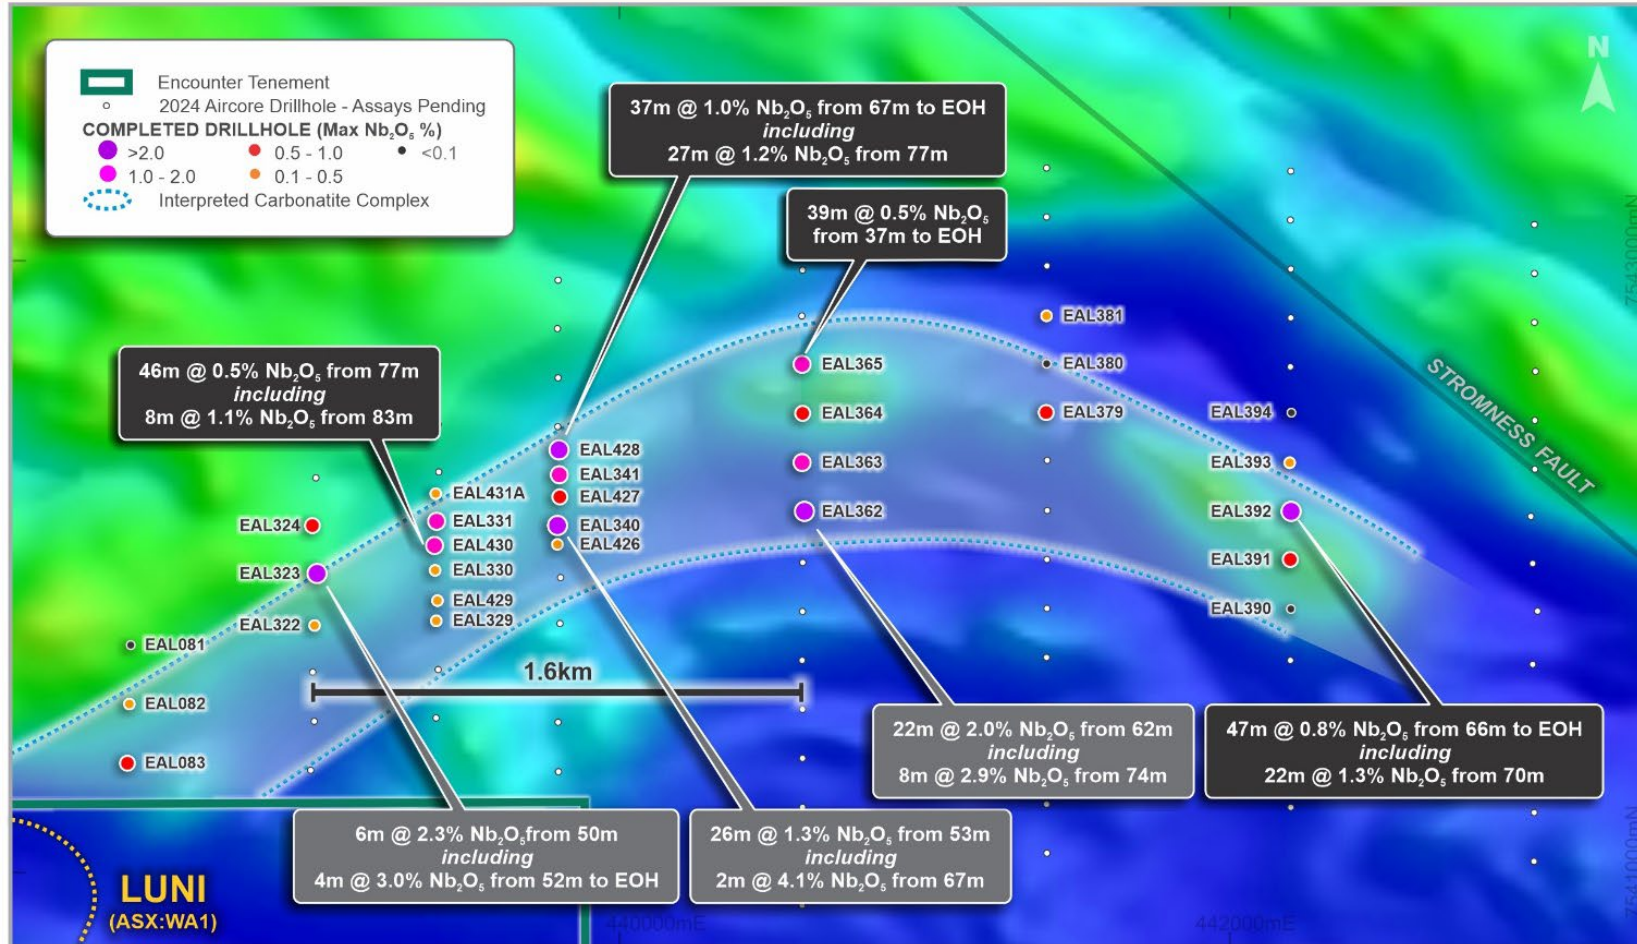 N
Encounter Tenement
2024 Aircore Drillhole - Assays Pending
COMPLETED DRILLHOLE (Max Nb₂O₅ %)
>2.0
0.5 - 1.0
<0.1
1.0 - 2.0
0.1 - 0.5
Interpreted Carbonatite Complex
37m @ 1.0% Nb₂O₅ from 67m to EOH
including
27m @ 1.2% Nb₂O₅ from 77m
39m @ 0.5% Nb₂O₅
from 37m to EOH
7543000mN
46m @ 0.5% Nb₂O₅ from 77m
including
8m @ 1.1% Nb₂O₅ from 83m
STROMNESS FAULT
EAL381
EAL365
EAL380
EAL364
EAL379
EAL394
EAL428
EAL341
EAL363
EAL393
EAL431A
EAL427
EAL324
EAL331
EAL340
EAL362
EAL392
EAL430
EAL426
EAL323
EAL330
EAL391
EAL429
EAL390
EAL322
EAL329
EAL081
1.6km
EAL082
EAL083
22m @ 2.0% Nb₂O₅ from 62m
including
8m @ 2.9% Nb₂O₅ from 74m
47m @ 0.8% Nb₂O₅ from 66m to EOH
including
22m @ 1.3% Nb₂O₅ from 70m
6m @ 2.3% Nb₂O₅from 50m
including
4m @ 3.0% Nb₂O₅ from 52m to EOH
26m @ 1.3% Nb₂O₅ from 53m
including
2m @ 4.1% Nb₂O₅ from 67m
LUNI
(ASX:WA1)
440000mE
442000mE
7541000mN